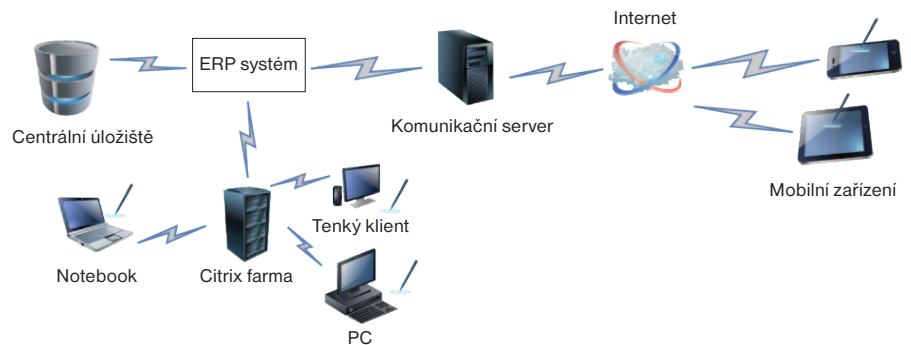 Internet
ERP systém
Centrální úložiště
Komunikační server
Mobilní zařízení
Tenký klient
Notebook
Citrix farma
PC